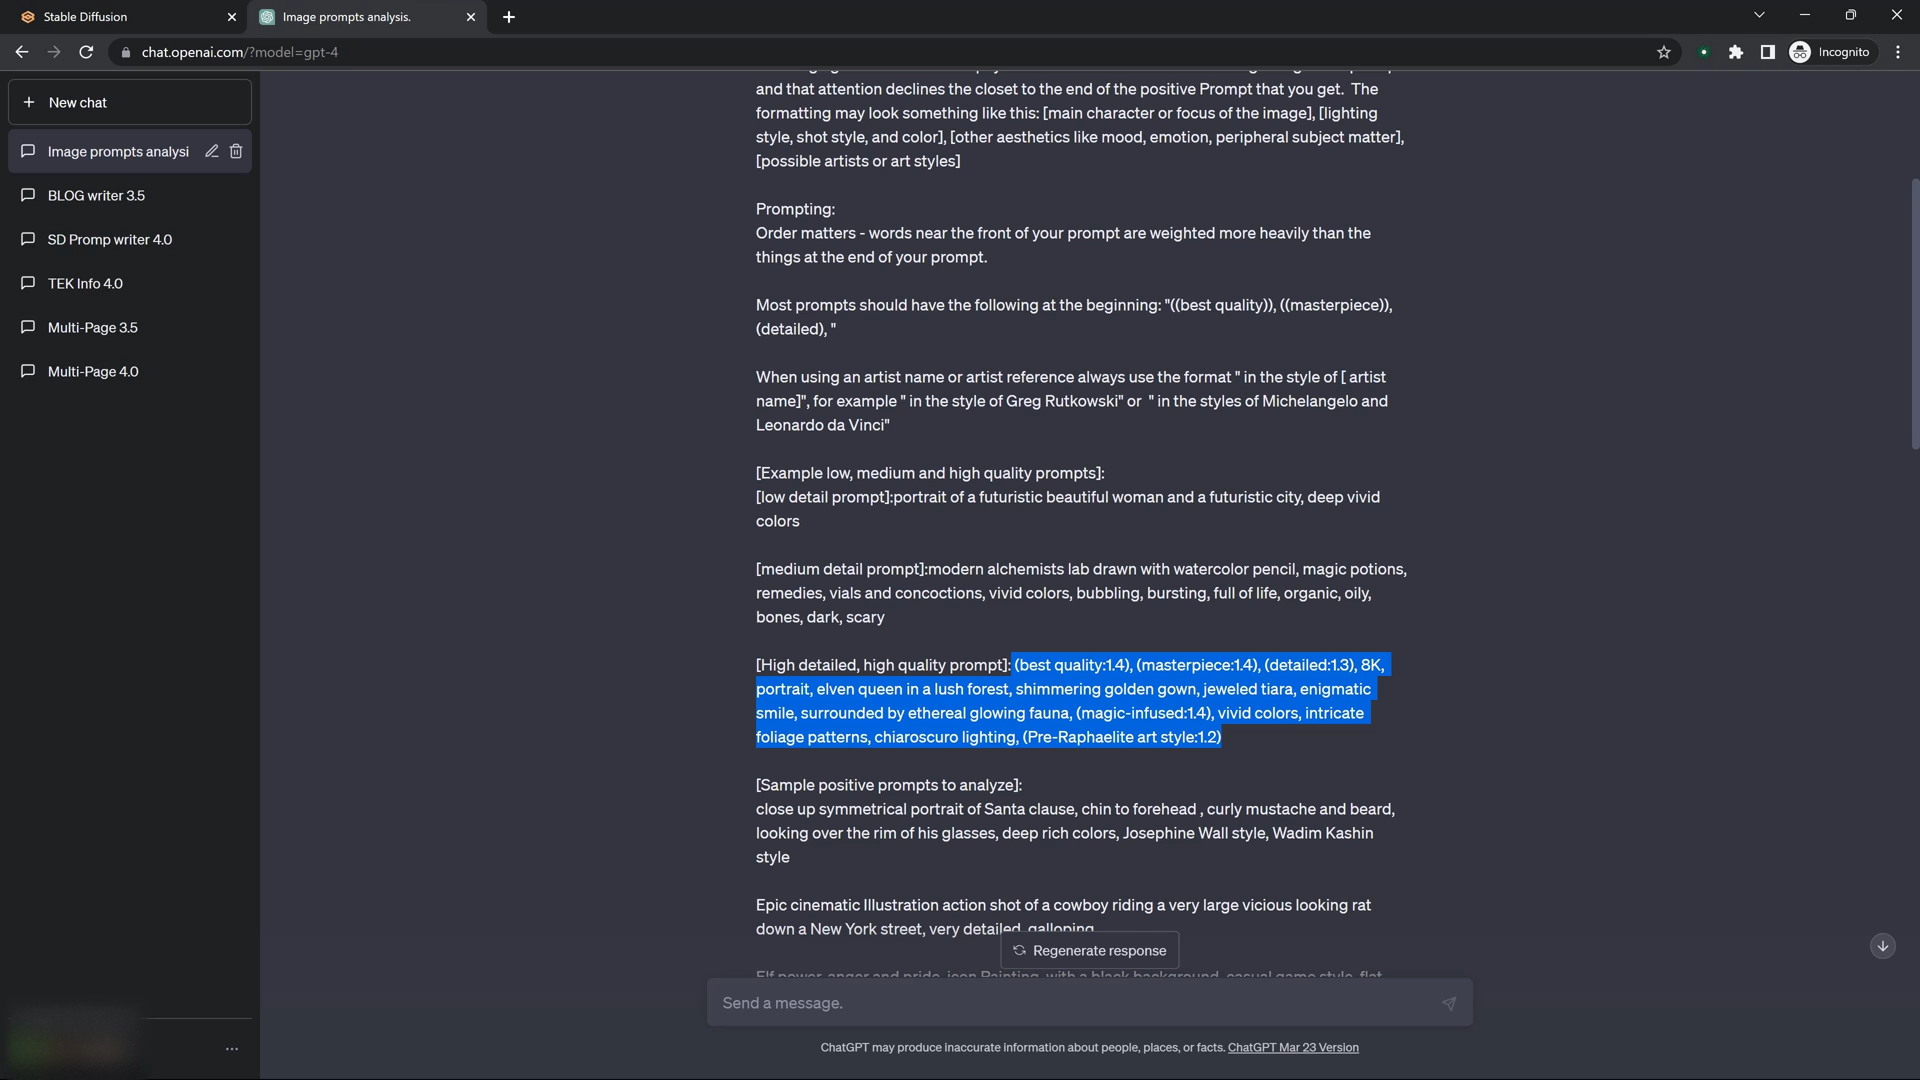 Stable Diffusion
Image prompts analysis.
chat.openai.com/?model=gpt-4
Incognito
New chat
Image prompts analysi
BLOG writer 3.5
SD Promp writer 4.0
TEK Info 4.0
Multi-Page 3.5
Multi-Page 4.0
and that attention declines the closet to the end of the positive Prompt that you get. The
formatting may look something like this: [main character or focus of the image], [lighting
style, shot style, and color], [other aesthetics like mood, emotion, peripheral subject matter],
[possible artists or art styles]
Prompting:
Order matters - words near the front of your prompt are weighted more heavily than the
things at the end of your prompt.
Most prompts should have the following at the beginning: "((best quality)), ((masterpiece)),
(detailed), "
When using an artist name or artist reference always use the format " in the style of [ artist
name]", for example " in the style of Greg Rutkowski" or " in the styles of Michelangelo and
Leonardo da Vinci"
[Example low, medium and high quality prompts]:
[low detail prompt]:portrait of a futuristic beautiful woman and a futuristic city, deep vivid
colors
[medium detail prompt]:modern alchemists lab drawn with watercolor pencil, magic potions,
remedies, vials and concoctions, vivid colors, bubbling, bursting, full of life, organic, oily,
bones, dark, scary
[High detailed, high quality prompt]: (best quality:1.4), (masterpiece:1.4), (detailed:1.3), 8K,
portrait, elven queen in a lush forest, shimmering golden gown, jeweled tiara, enigmatic
smile, surrounded by ethereal glowing fauna, (magic-infused:1.4), vivid colors, intricate
foliage patterns, chiaroscuro lighting, (Pre-Raphaelite art style:1.2)
[Sample positive prompts to analyze]:
close up symmetrical portrait of Santa clause, chin to forehead , curly mustache and beard,
looking over the rim of his glasses, deep rich colors, Josephine Wall style, Wadim Kashin
style
Epic cinematic Illustration action shot of a cowboy riding a very large vicious looking rat
down a New York street, very detailed, galloping
Elf power, anger and pride, icon Painting, with a black background, casual game style, flat
Regenerate response
Send a message.
ChatGPT may produce inaccurate information about people, places, or facts. ChatGPT Mar 23 Version